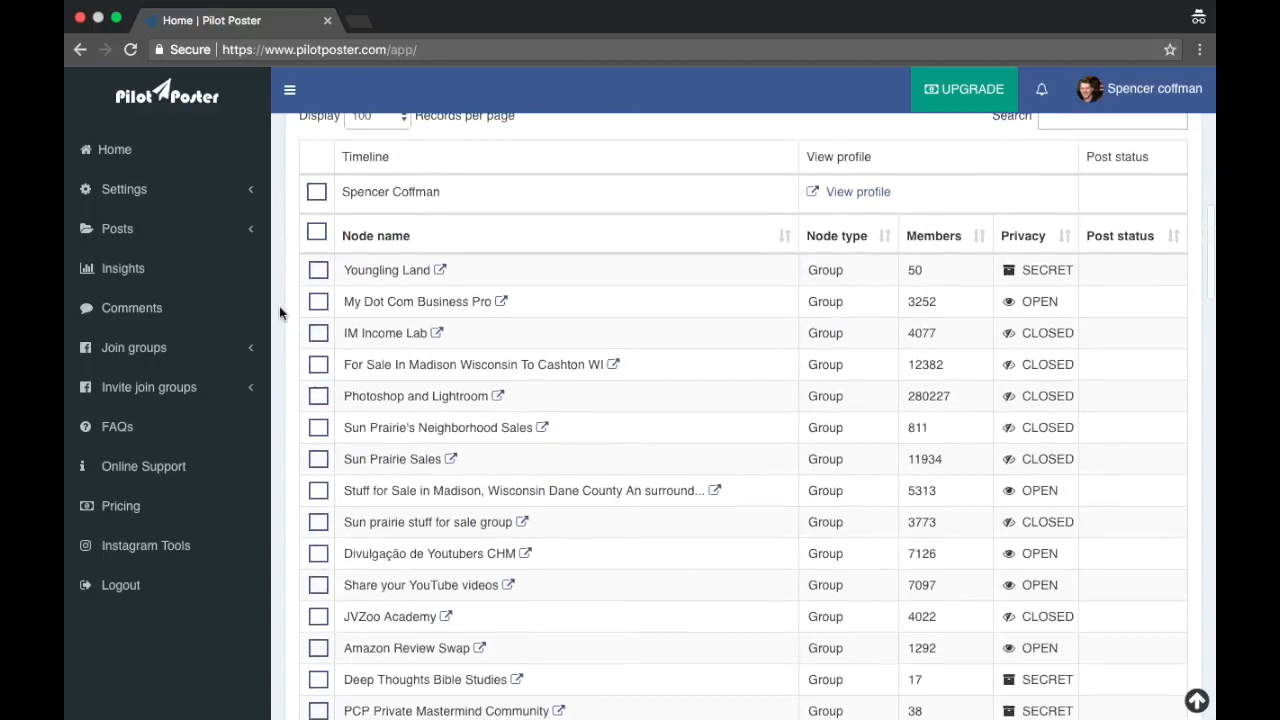 Home | Pilot Poster
Secure | https://www.pilotposter.com/app/
Pilot Poster
UPGRADE
Spencer coffman
Home
Settings
Posts
Insights
Comments
Join groups
Invite join groups
FAQs
Online Support
Pricing
Instagram Tools
Logout
Display 100 Records per page Search
Timeline View profile Post status
Spencer Coffman View profile
Node name Node type Members Privacy Post status
Youngling Land Group 50 SECRET
My Dot Com Business Pro Group 3252 OPEN
IM Income Lab Group 4077 CLOSED
For Sale In Madison Wisconsin To Cashton WI Group 12382 CLOSED
Photoshop and Lightroom Group 280227 CLOSED
Sun Prairie's Neighborhood Sales Group 811 CLOSED
Sun Prairie Sales Group 11934 CLOSED
Stuff for Sale in Madison, Wisconsin Dane County An surround... Group 5313 OPEN
Sun prairie stuff for sale group Group 3773 CLOSED
Divulgação de Youtubers CHM Group 7126 OPEN
Share your YouTube videos Group 7097 OPEN
JVZoo Academy Group 4022 CLOSED
Amazon Review Swap Group 1292 OPEN
Deep Thoughts Bible Studies Group 17 SECRET
PCP Private Mastermind Community Group 38 SECRET